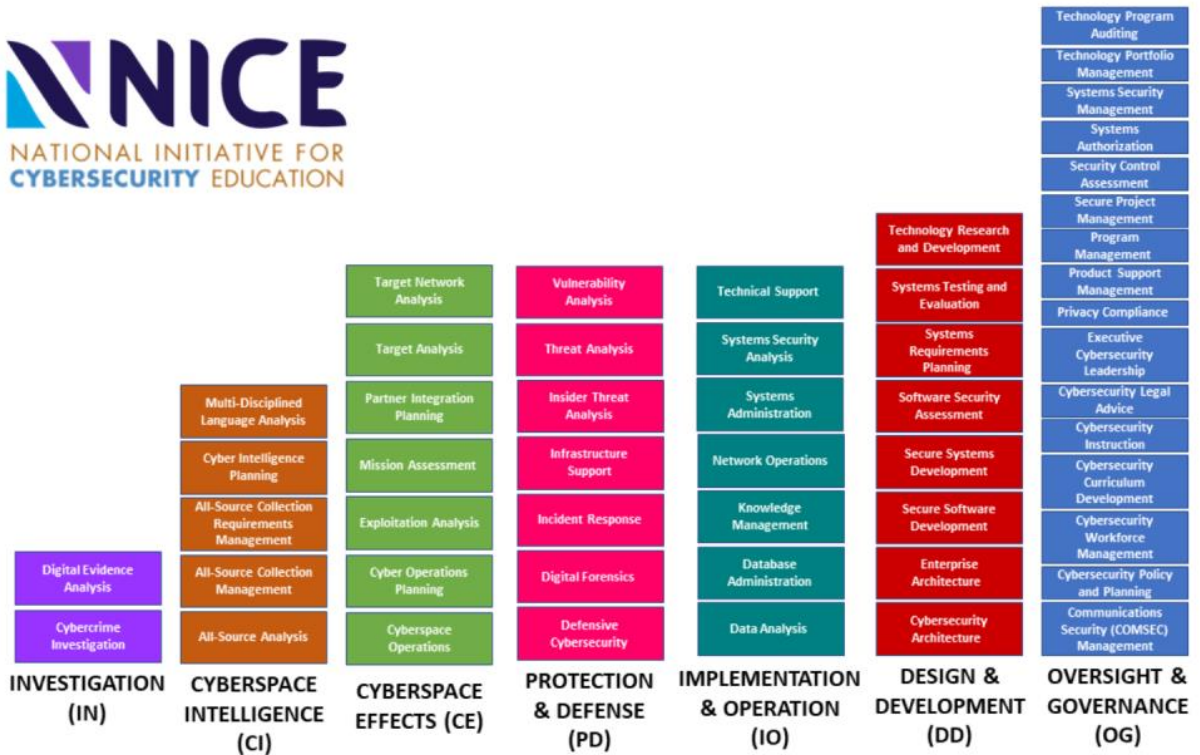 NICE
NATIONAL INITIATIVE FOR
CYBERSECURITY EDUCATION
Digital Evidence
Analysis
Cybercrime
Investigation
INVESTIGATION
(IN)
Multi-Disciplined
Language Analysis
Cyber Intelligence
Planning
All-Source Collection
Requirements
Management
All-Source Collection
Management
All-Source Analysis
CYBERSPACE
INTELLIGENCE
(CI)
Target Network
Analysis
Target Analysis
Partner Integration
Planning
Mission Assessment
Exploitation Analysis
Cyber Operations
Planning
Cyberspace
Operations
CYBERSPACE
EFFECTS (CE)
Vulnerability
Analysis
Threat Analysis
Insider Threat
Analysis
Infrastructure
Support
Incident Response
Digital Forensics
Defensive
Cybersecurity
PROTECTION
& DEFENSE
(PD)
Technical Support
Systems Security
Analysis
Systems
Administration
Network Operations
Knowledge
Management
Database
Administration
Data Analysis
IMPLEMENTATION
& OPERATION
(IO)
Technology Research
and Development
Systems Testing and
Evaluation
Systems
Requirements
Planning
Software Security
Assessment
Secure Systems
Development
Secure Software
Development
Enterprise
Architecture
Cybersecurity
Architecture
DESIGN &
DEVELOPMENT
(DD)
Technology Program
Auditing
Technology Portfolio
Management
Systems Security
Management
Systems
Authorization
Security Control
Assessment
Secure Project
Management
Program
Management
Product Support
Management
Privacy Compliance
Executive
Cybersecurity
Leadership
Cybersecurity Legal
Advice
Cybersecurity
Instruction
Cybersecurity
Curriculum
Development
Cybersecurity
Workforce
Management
Cybersecurity Policy
and Planning
Communications
Security (COMSEC)
Management
OVERSIGHT &
GOVERNANCE
(OG)